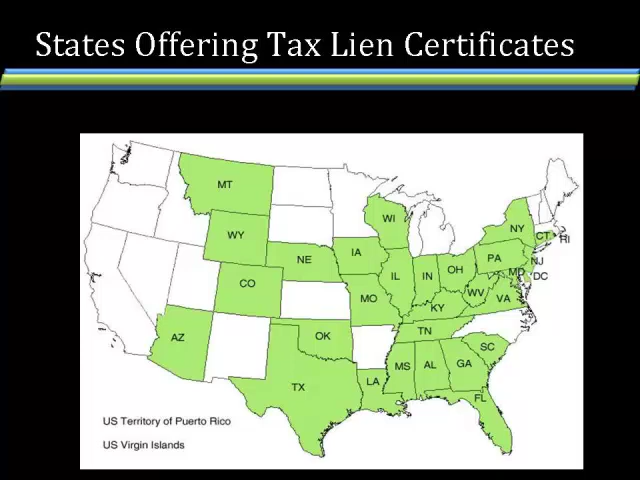 States Offering Tax Lien Certificates
MT
WI
WY
NY
CT
RI
IA
NE
PA
NJ
OH
IL
IN
MD
DC
CO
WV
MO
VA
KY
TN
AZ
OK
SC
MS
AL
GA
LA
TX
FL
US Territory of Puerto Rico
US Virgin Islands